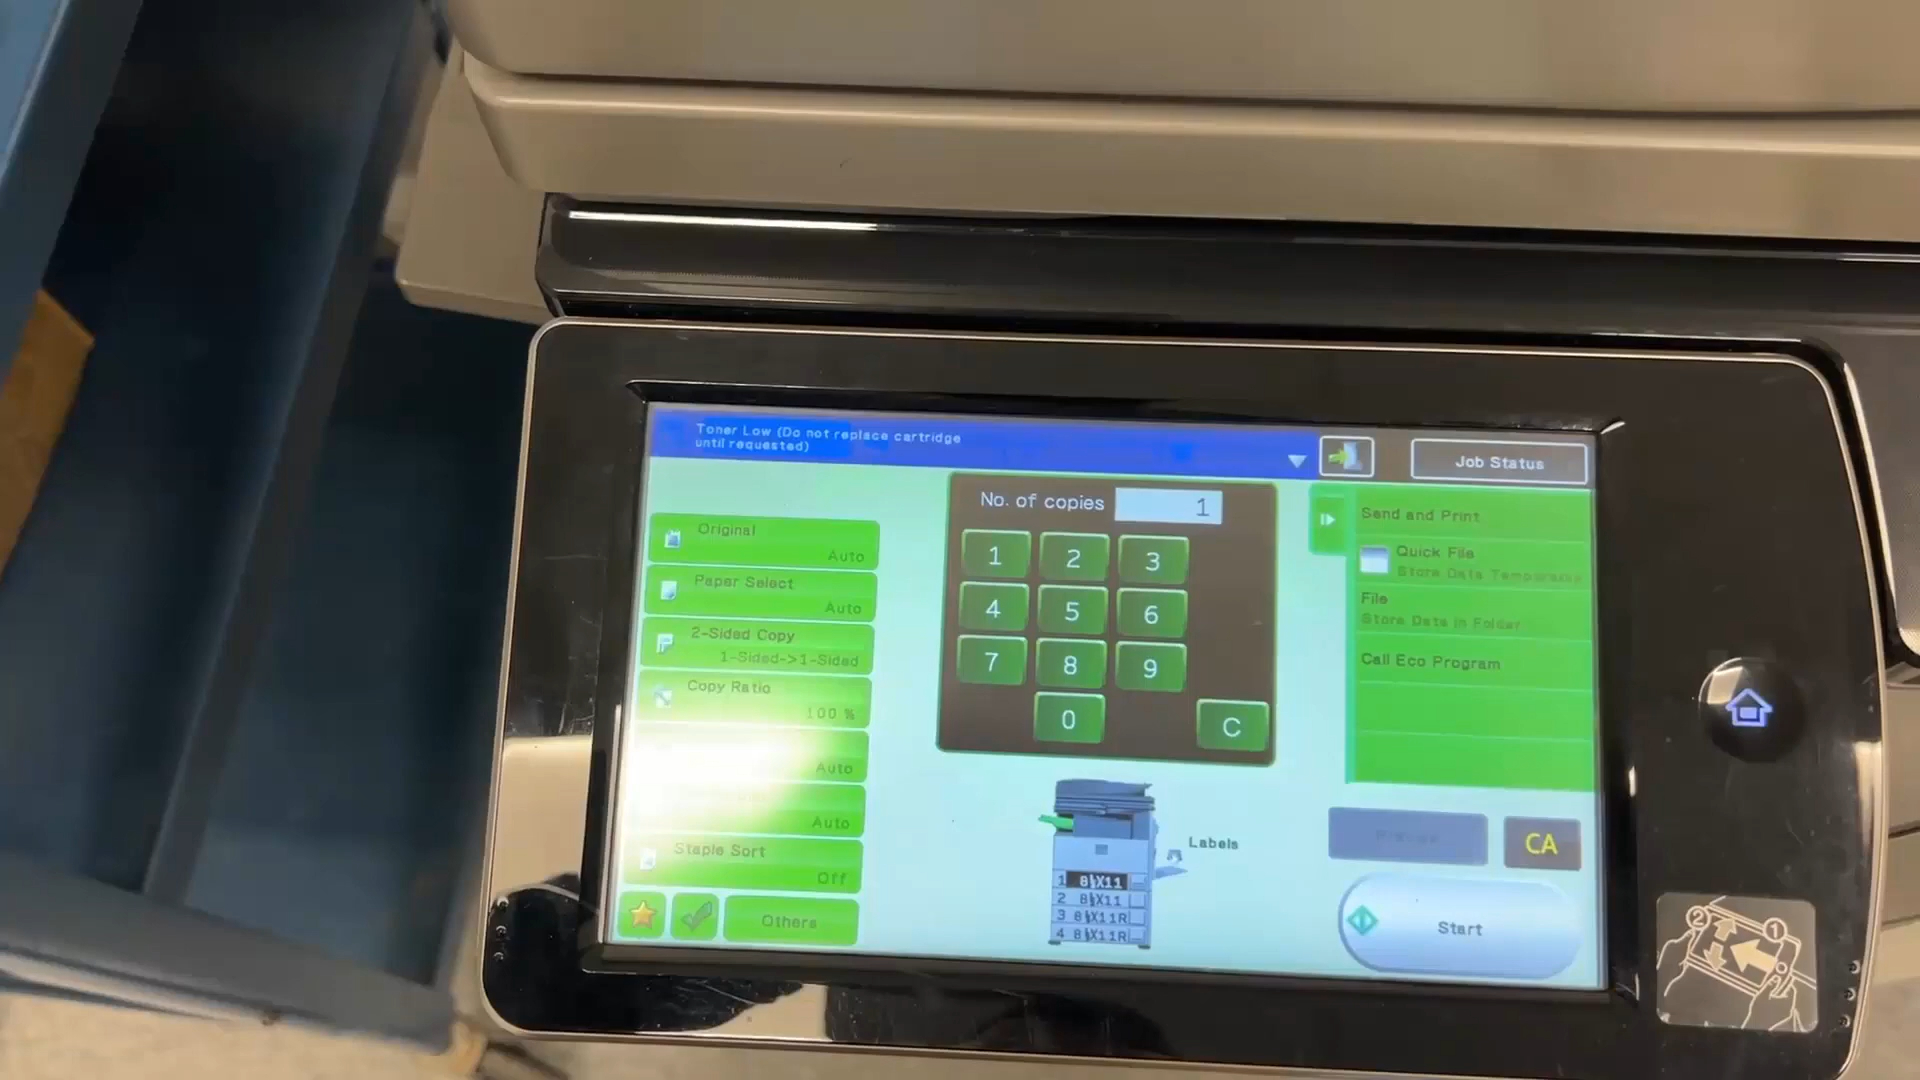 Toner Low (Do not replace cartridge
until requested)
Job Status
No. of copies 1
Original
Auto
Paper Select
Auto
2-Sided Copy
1-Sided->1-Sided
Copy Ratio
100 %
Auto
Auto
Staple Sort
Off
Others
1 2 3
4 5 6
7 8 9
0 C
Labels
1 8½X11
2 8½X11
3 8½X11R
4 8½X11R
Send and Print
Quick File
Store Data Temporarily
File
Store Data in Folder
Call Eco Program
Preview
CA
Start
2 1